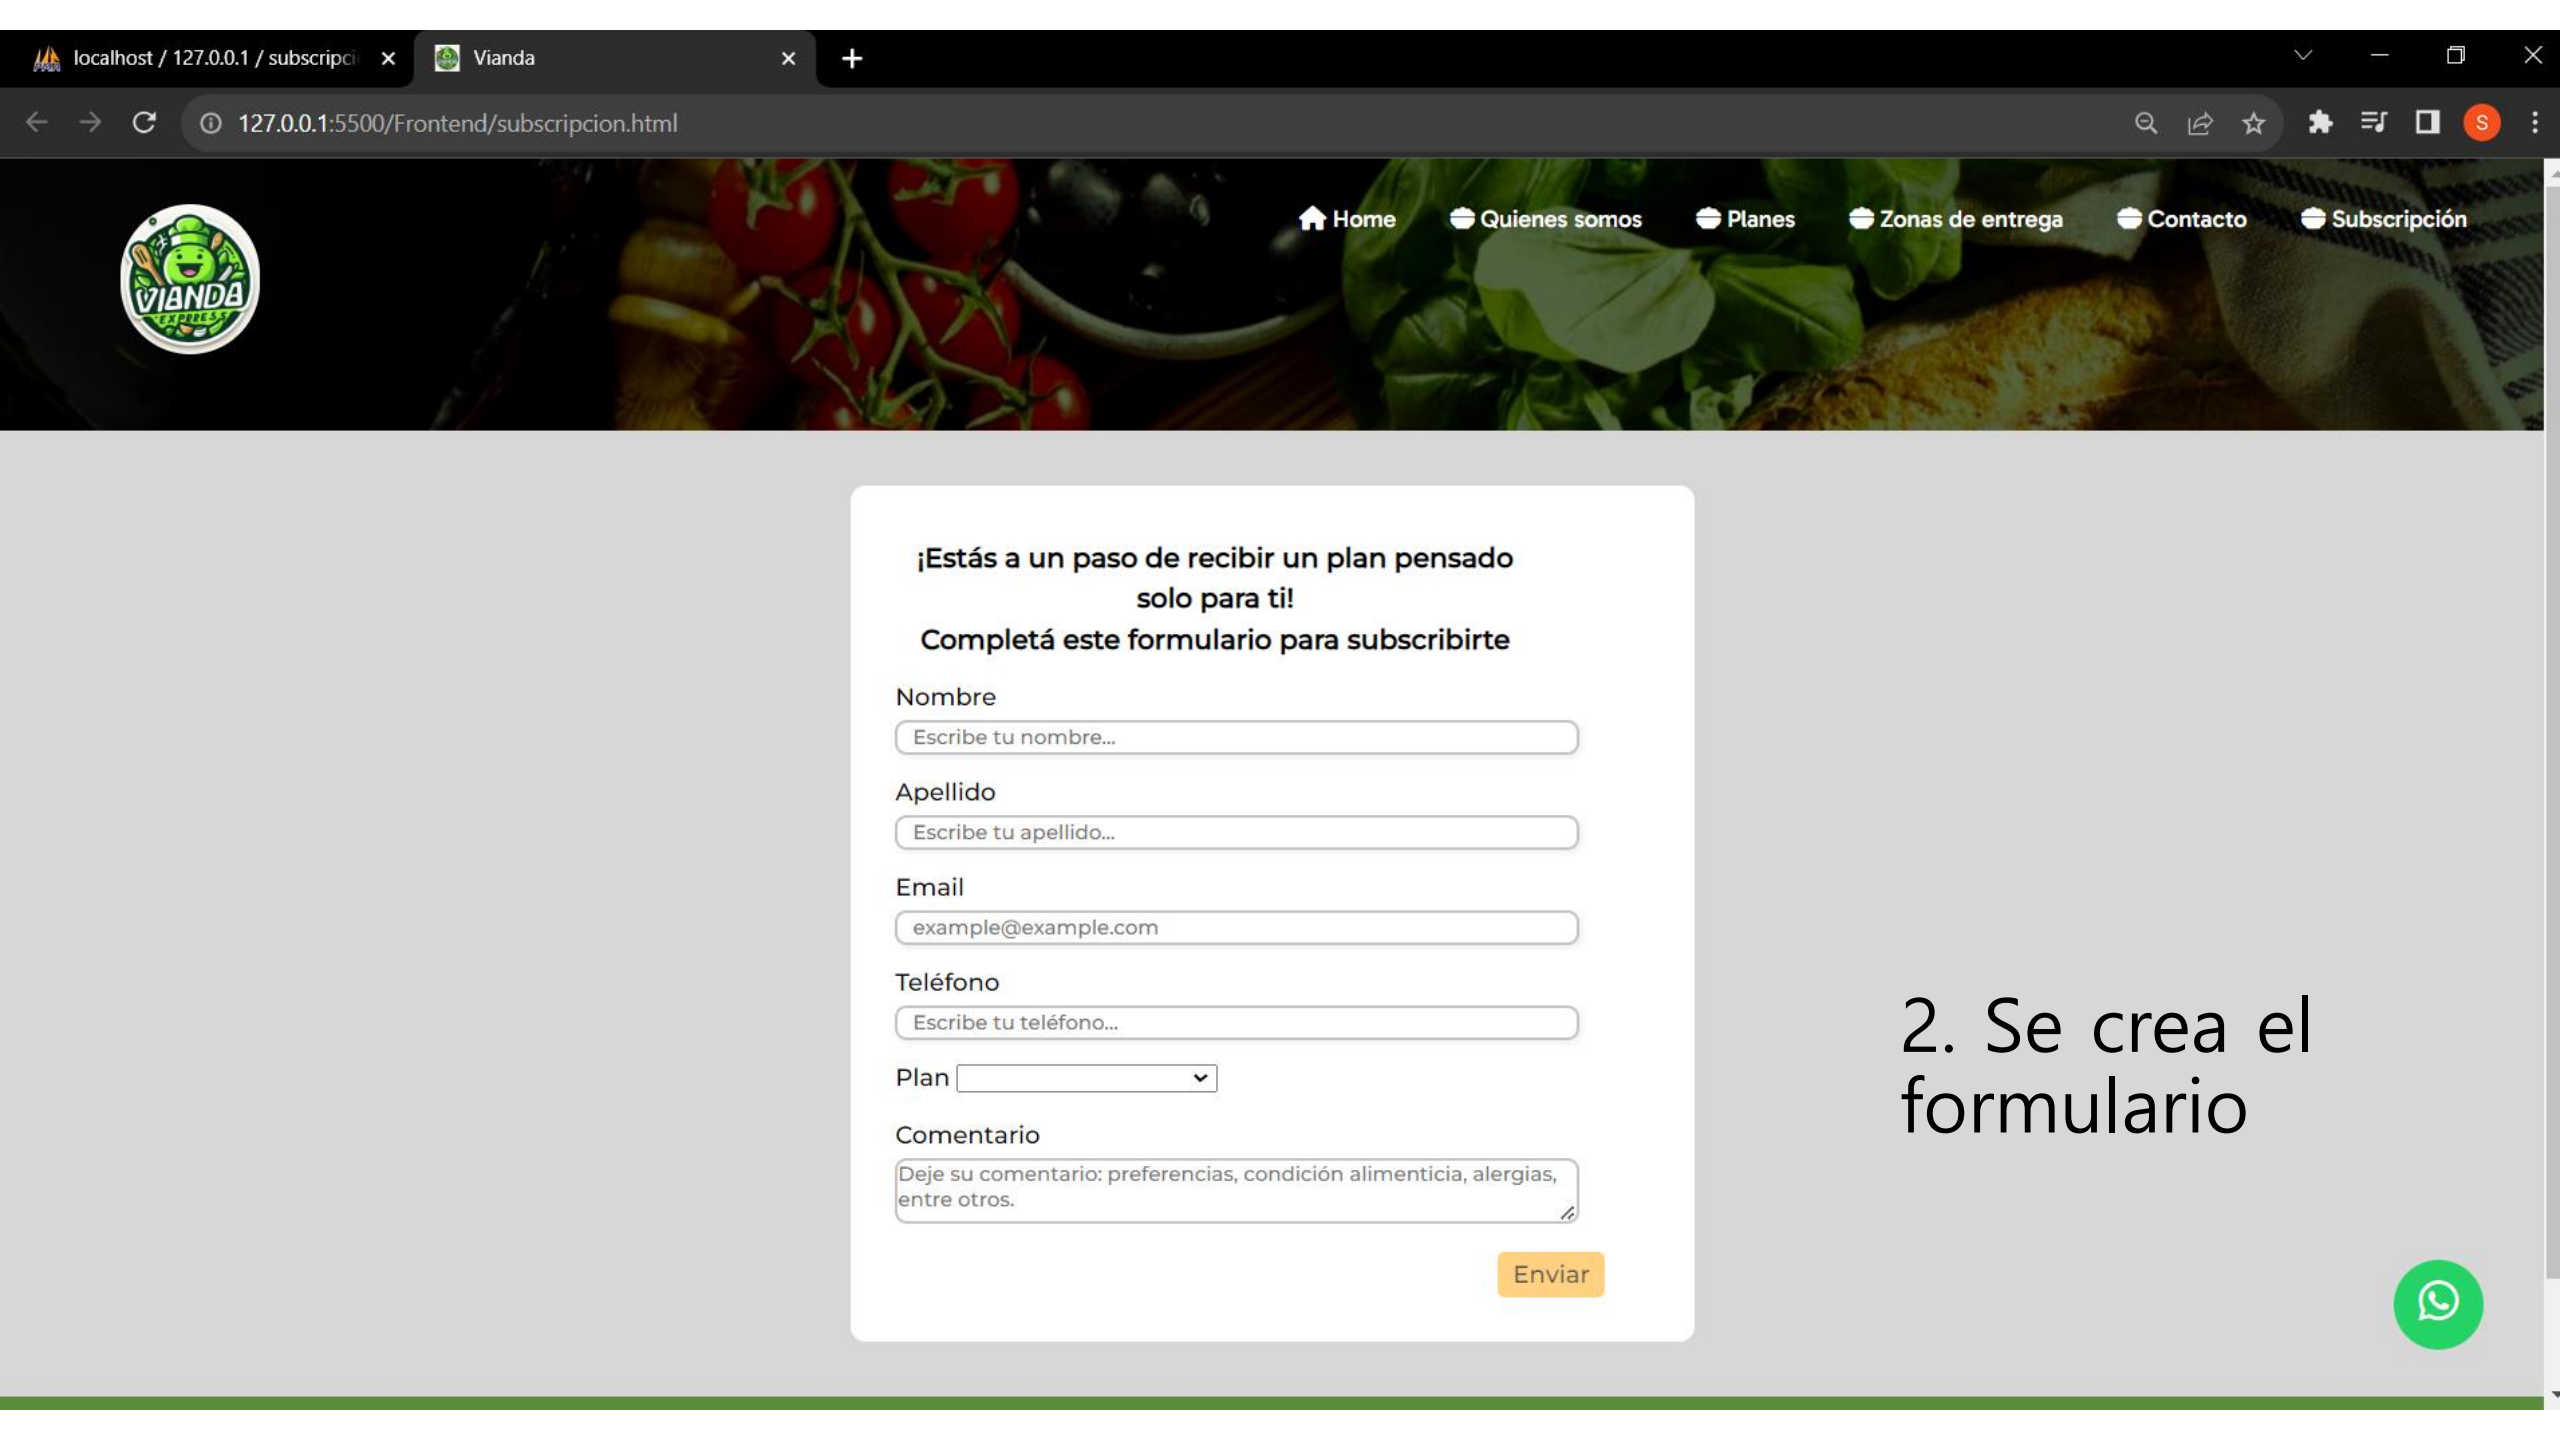 localhost / 127.0.0.1 / subscripci
Vianda
127.0.0.1:5500/Frontend/subscripcion.html
S
VIANDA
EXPRESS
Home
Quienes somos
Planes
Zonas de entrega
Contacto
Subscripción
¡Estás a un paso de recibir un plan pensado
solo para ti!
Completá este formulario para subscribirte
Nombre
Escribe tu nombre...
Apellido
Escribe tu apellido...
Email
example@example.com
Teléfono
Escribe tu teléfono...
Plan
Comentario
Deje su comentario: preferencias, condición alimenticia, alergias,
entre otros.
Enviar
2. Se crea el
formulario